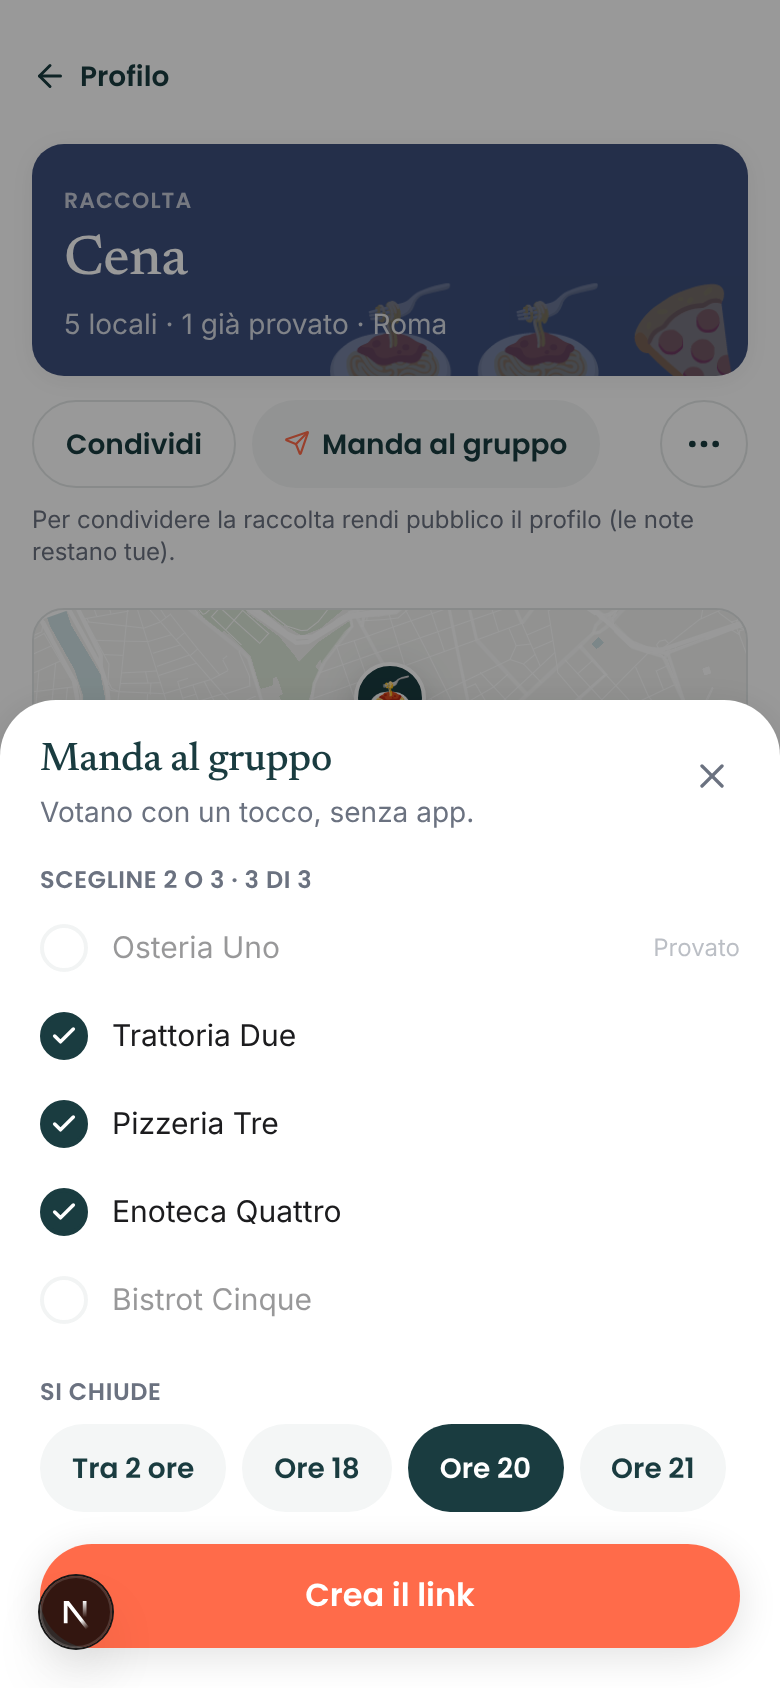 Profilo
RACCOLTA
Cena
5 locali · 1 già provato · Roma
Condividi
Manda al gruppo
Per condividere la raccolta rendi pubblico il profilo (le note
restano tue).
Manda al gruppo
Votano con un tocco, senza app.
SCEGLINE 2 O 3 · 3 DI 3
Osteria Uno
Provato
Trattoria Due
Pizzeria Tre
Enoteca Quattro
Bistrot Cinque
SI CHIUDE
Tra 2 ore
Ore 18
Ore 20
Ore 21
Crea il link
N